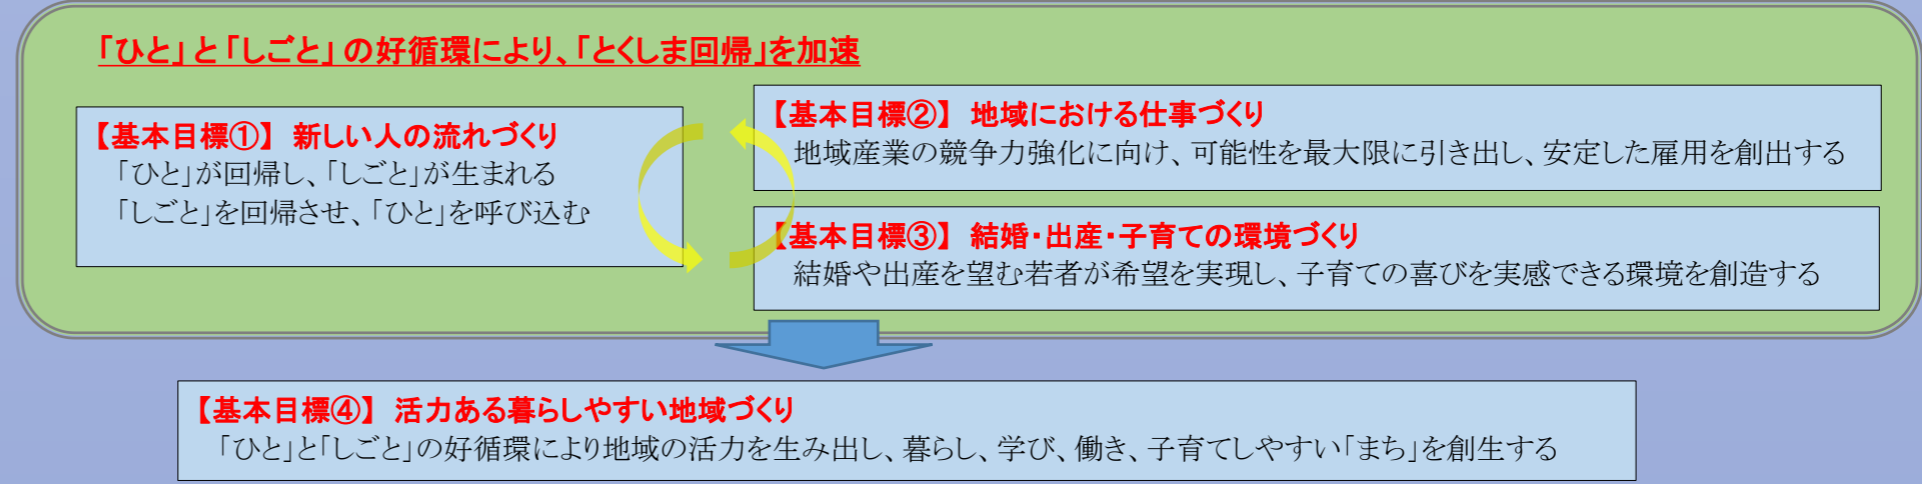 「ひと」と「しごと」の好循環により、「とくしま回帰」を加速
【基本目標①】 新しい人の流れづくり
「ひと」が回帰し、「しごと」が生まれる
「しごと」を回帰させ、「ひと」を呼び込む
【基本目標②】 地域における仕事づくり
地域産業の競争力強化に向け、可能性を最大限に引き出し、安定した雇用を創出する
【基本目標③】 結婚・出産・子育ての環境づくり
結婚や出産を望む若者が希望を実現し、子育ての喜びを実感できる環境を創造する
【基本目標④】 活力ある暮らしやすい地域づくり
「ひと」と「しごと」の好循環により地域の活力を生み出し、暮らし、学び、働き、子育てしやすい「まち」を創生する